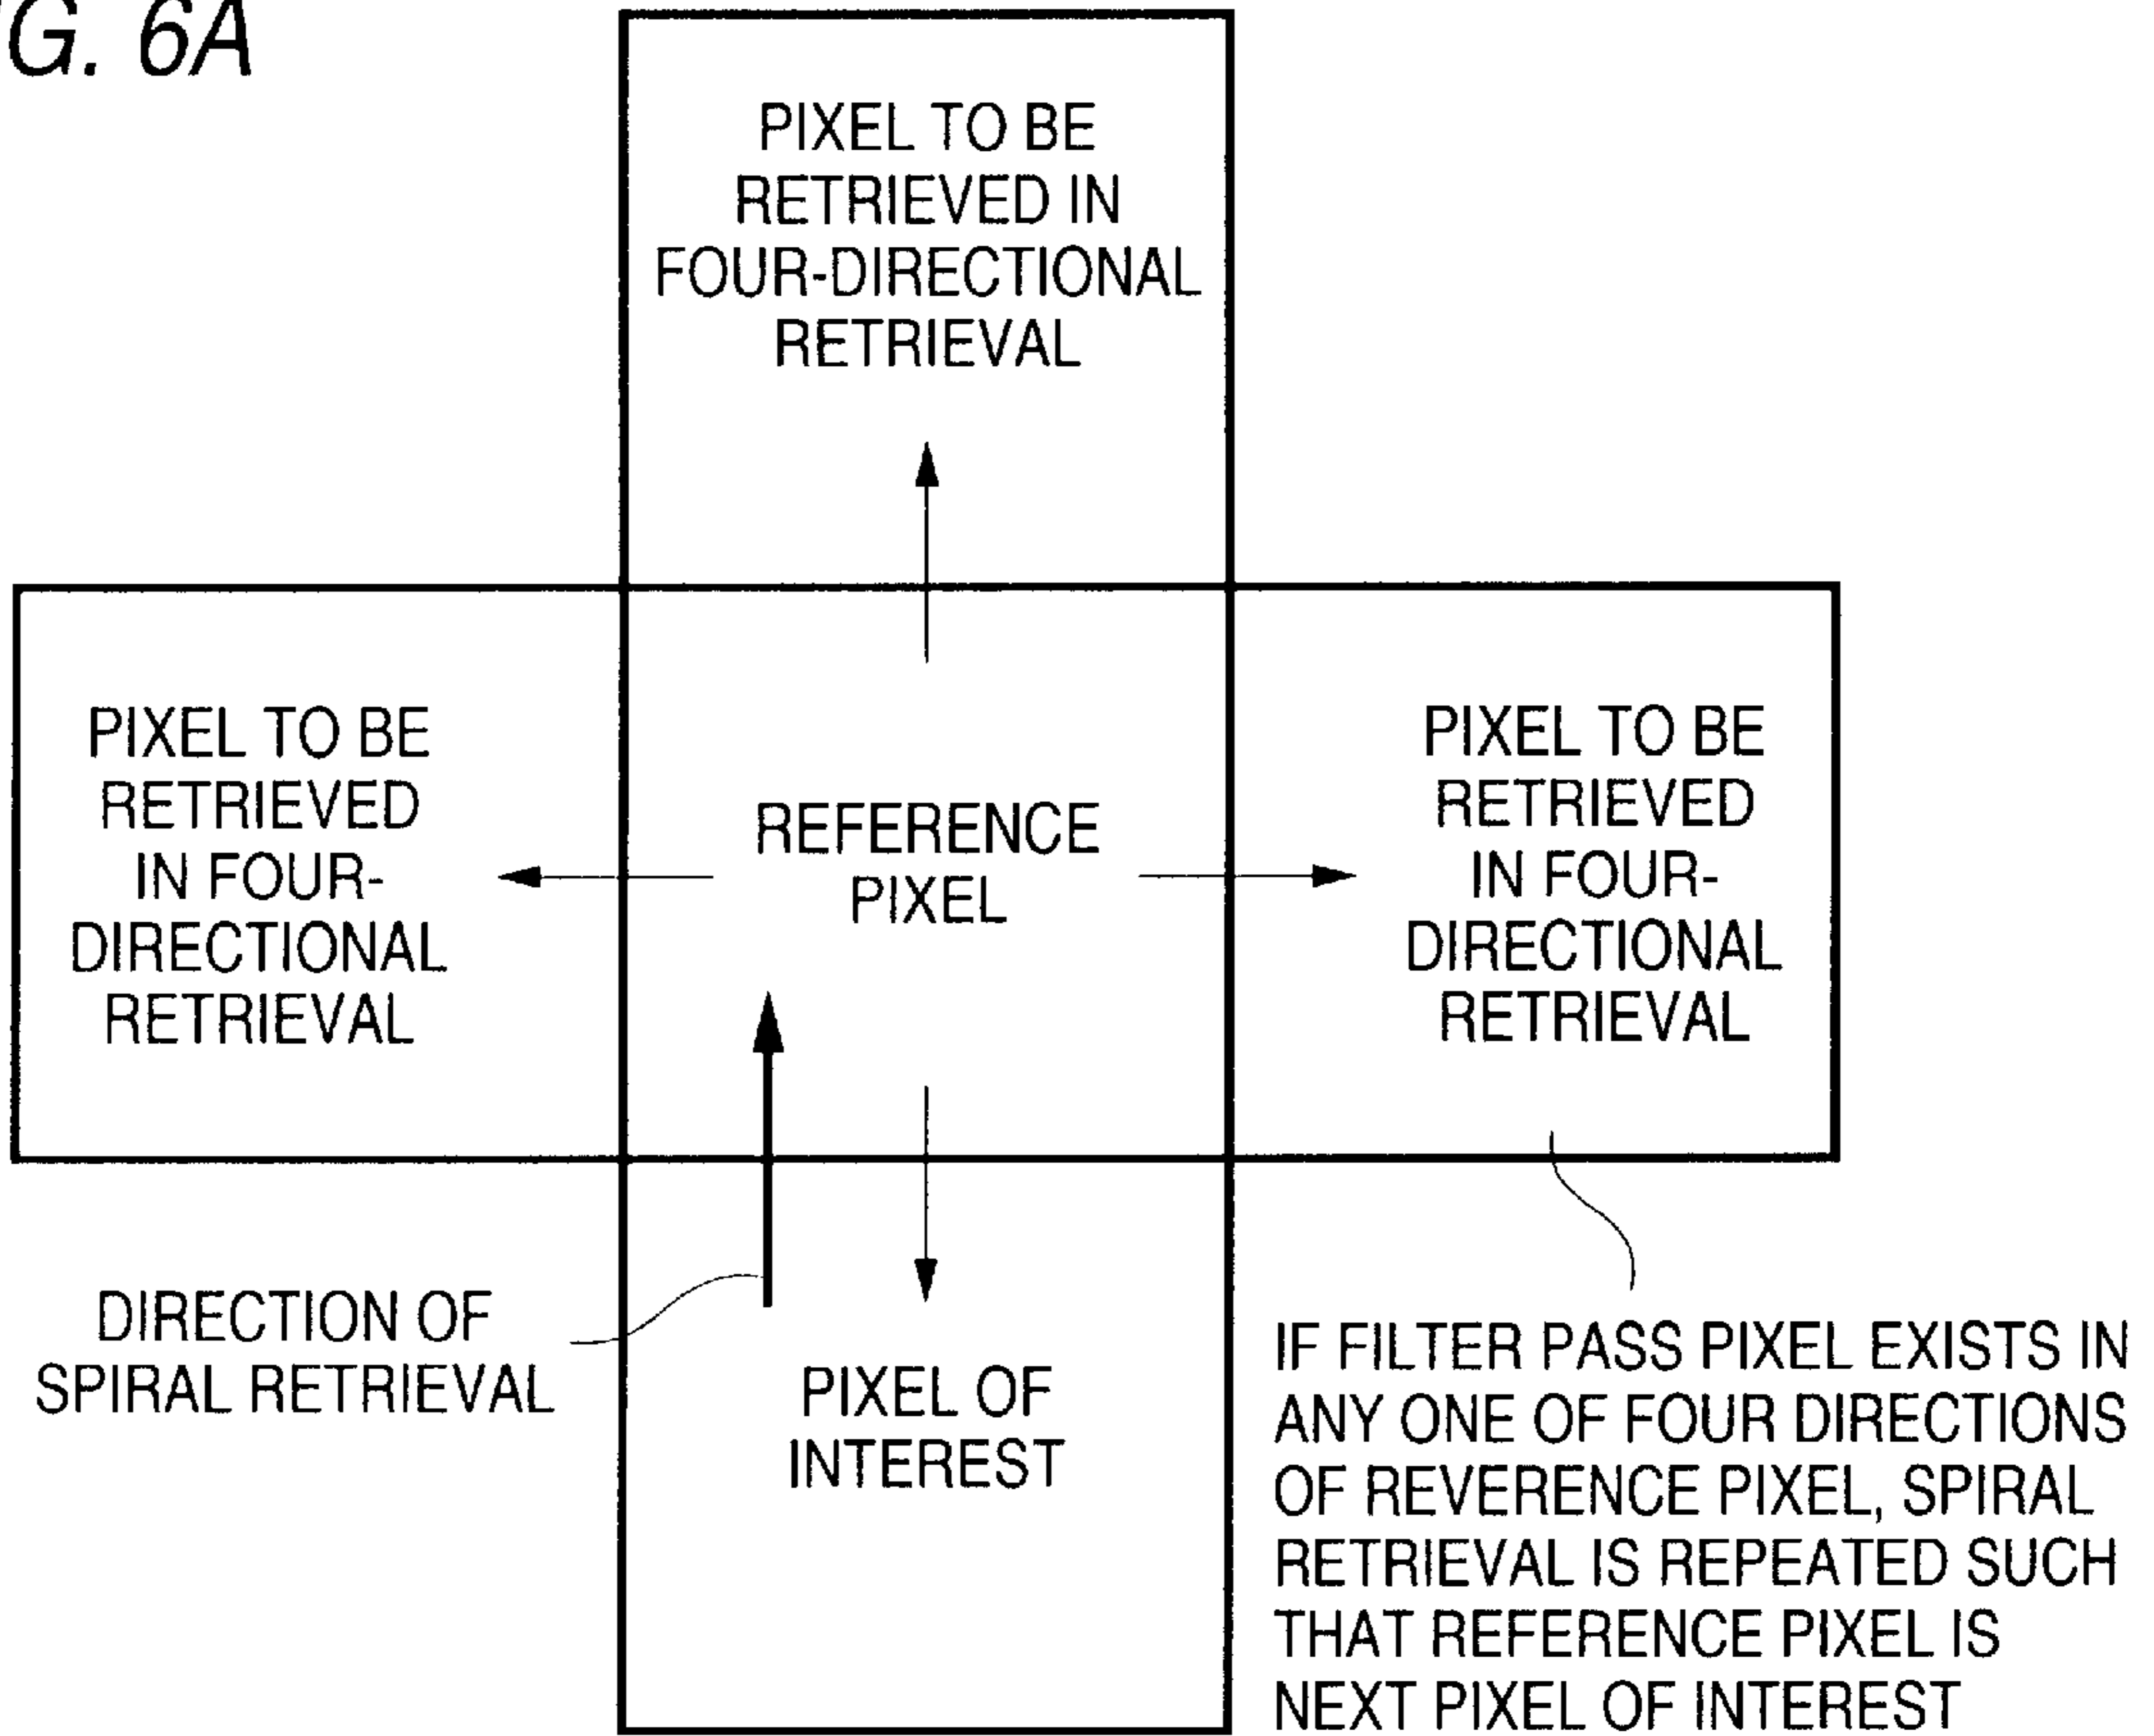 G. 6A
PIXEL TO BE
RETRIEVED IN
FOUR-DIRECTIONAL
RETRIEVAL
PIXEL TO BE
RETRIEVED
IN FOUR-
DIRECTIONAL
RETRIEVAL
REFERENCE
PIXEL
PIXEL TO BE
RETRIEVED
IN FOUR-
DIRECTIONAL
RETRIEVAL
DIRECTION OF
SPIRAL RETRIEVAL
PIXEL OF
INTEREST
IF FILTER PASS PIXEL EXISTS IN
ANY ONE OF FOUR DIRECTIONS
OF REVERENCE PIXEL, SPIRAL
RETRIEVAL IS REPEATED SUCH
THAT REFERENCE PIXEL IS
NEXT PIXEL OF INTEREST